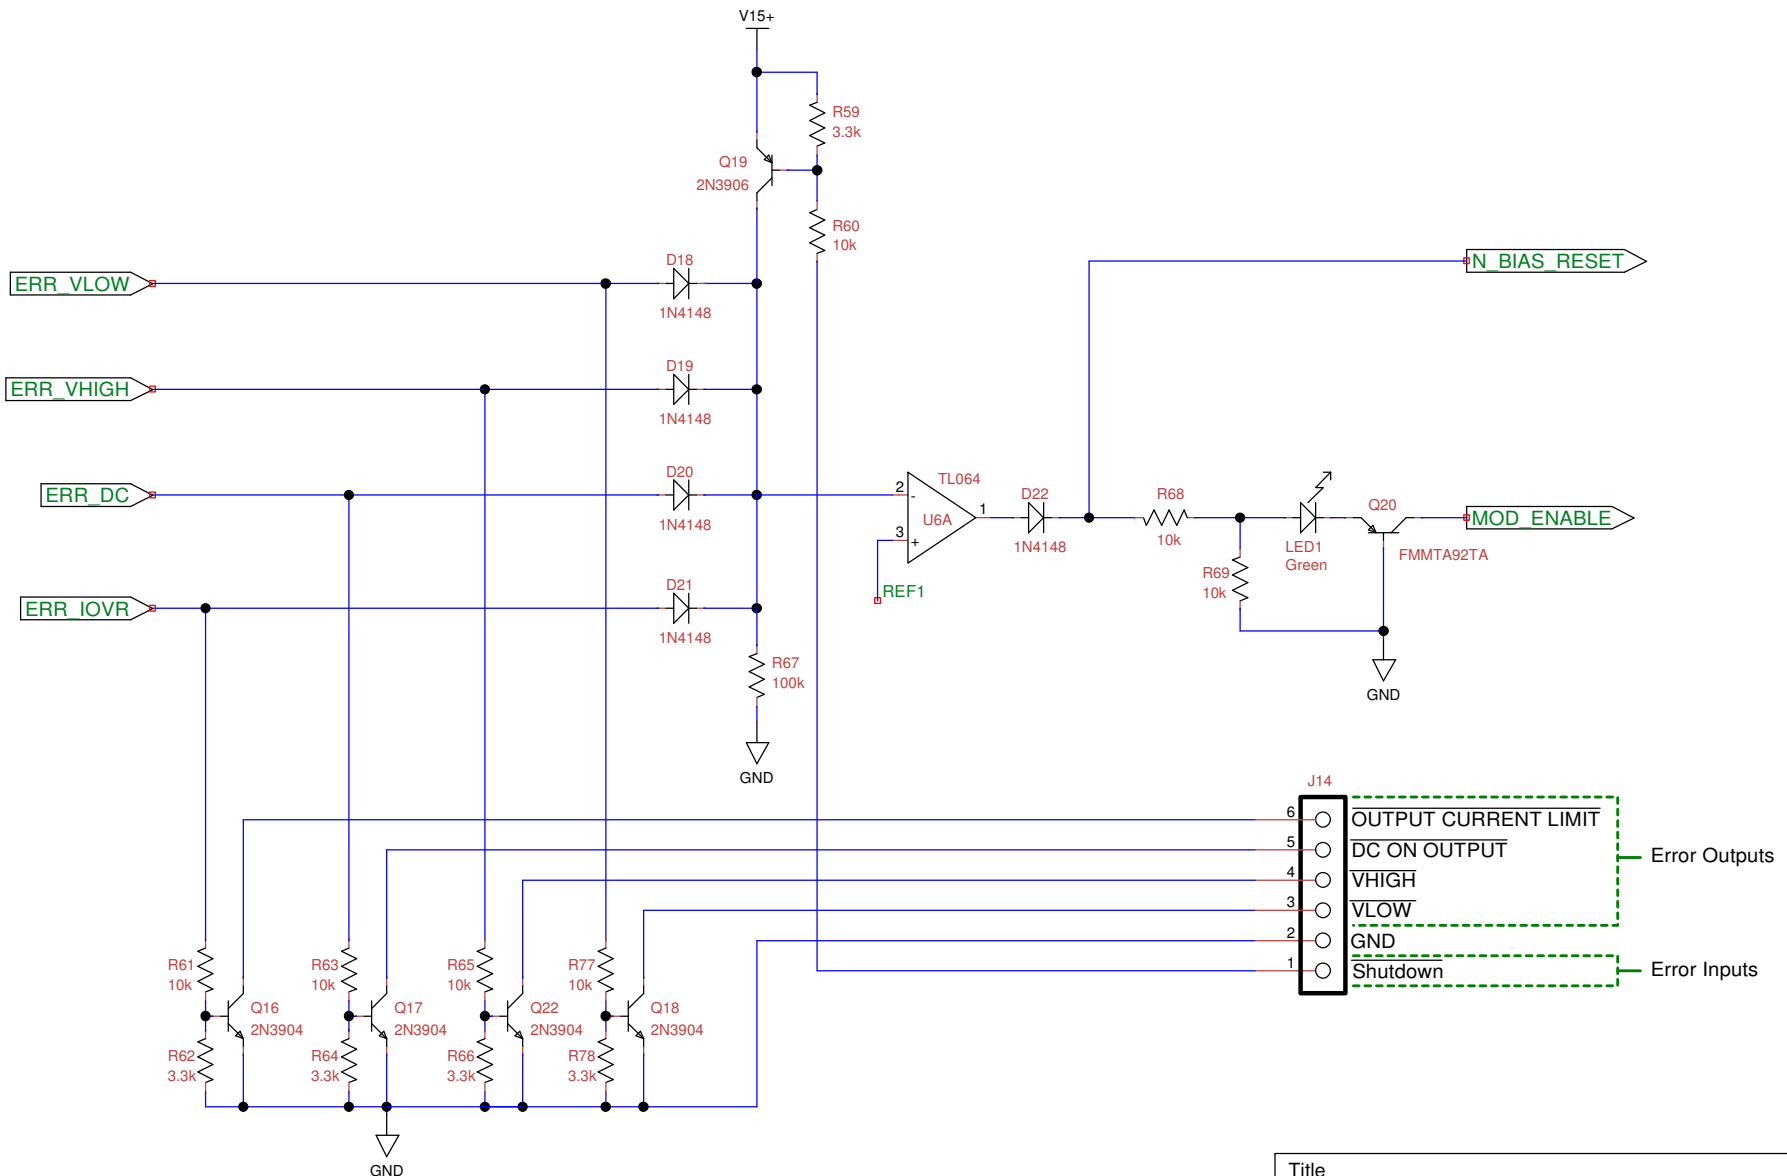 V15+
R59
3.3k
Q19
2N3906
R60
10k
ERR_VLOW
D18
1N4148
N_BIAS_RESET
ERR_VHIGH
D19
1N4148
ERR_DC
D20
1N4148
2
-
TL064
U6A
1
3
+
REF1
D22
1N4148
R68
10k
LED1
Green
Q20
FMMTA92TA
MOD_ENABLE
R69
10k
GND
ERR_IOVR
D21
1N4148
R67
100k
GND
J14
6
OUTPUT CURRENT LIMIT
5
DC ON OUTPUT
4
VHIGH
3
VLOW
2
GND
1
Shutdown
Error Outputs
Error Inputs
R61
10k
Q16
2N3904
R62
3.3k
R63
10k
Q17
2N3904
R64
3.3k
R65
10k
Q22
2N3904
R66
3.3k
R77
10k
Q18
2N3904
R78
3.3k
GND
Title